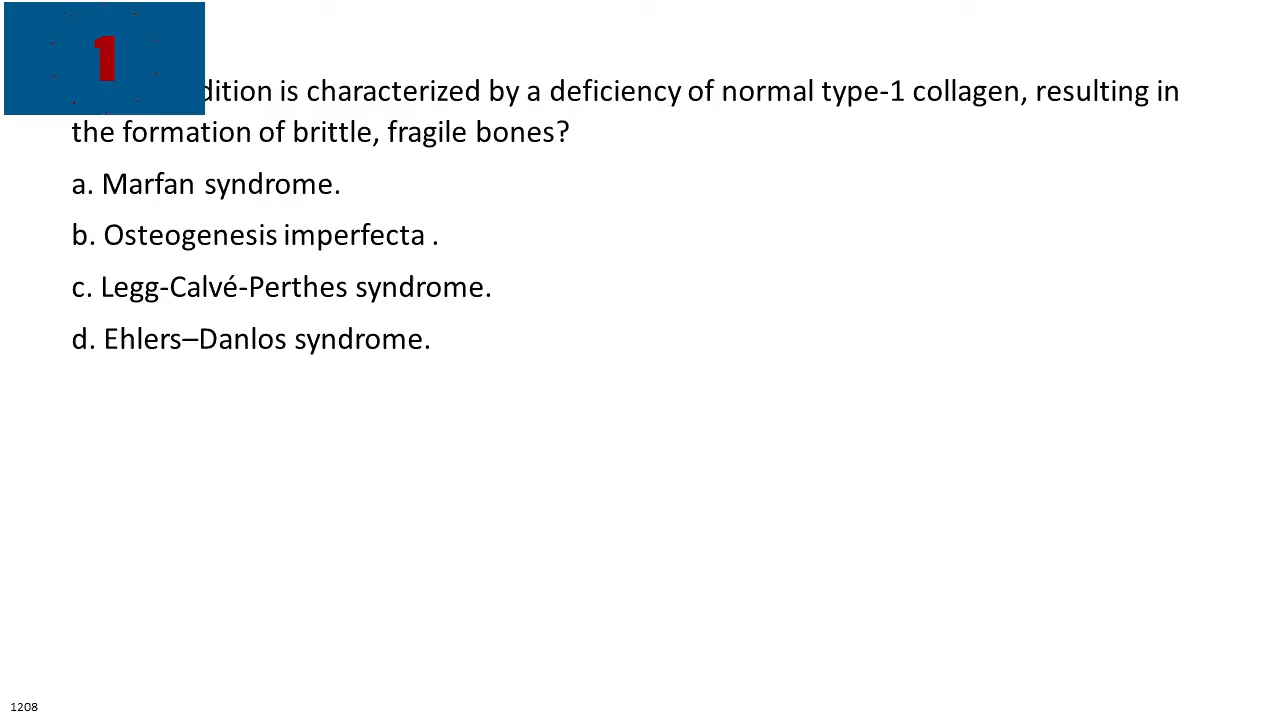 1
dition is characterized by a deficiency of normal type-1 collagen, resulting in
the formation of brittle, fragile bones?
a. Marfan syndrome.
b. Osteogenesis imperfecta .
c. Legg-Calvé-Perthes syndrome.
d. Ehlers–Danlos syndrome.
1208